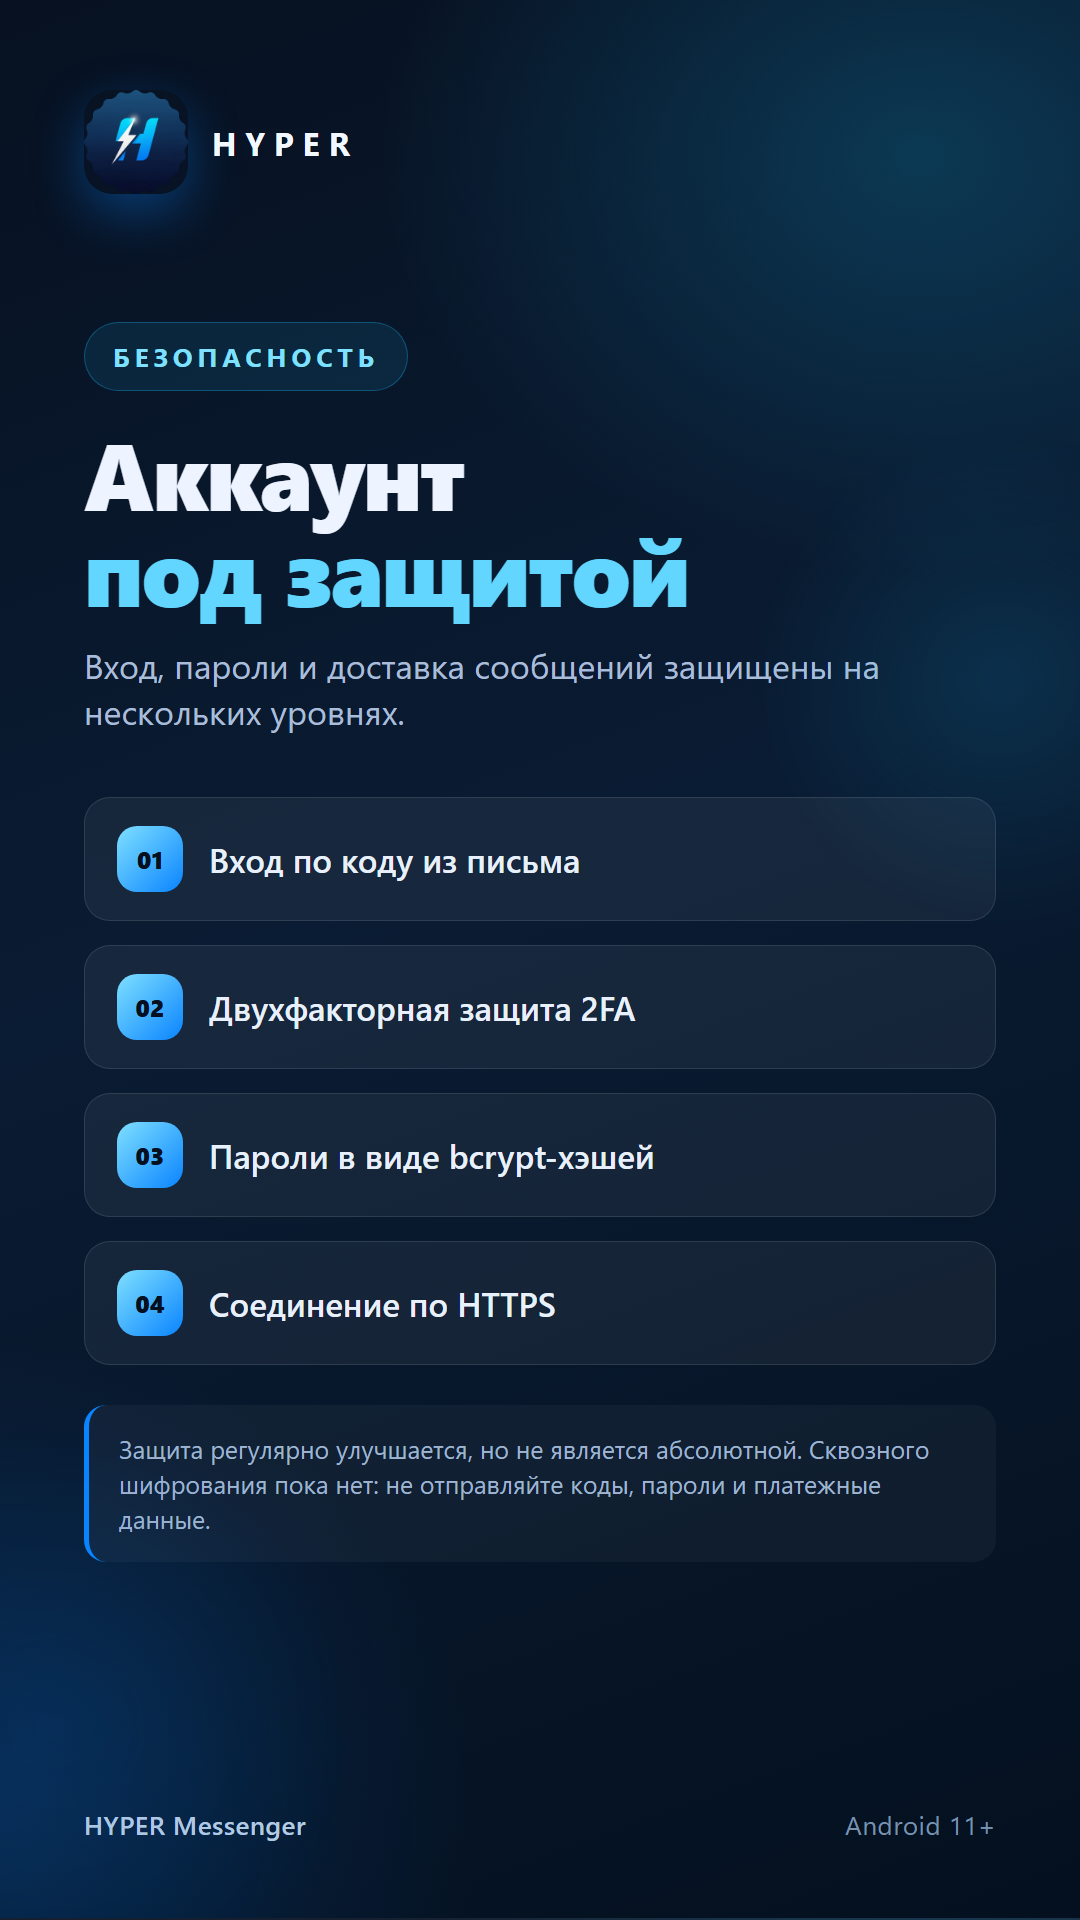 HYPER
БЕЗОПАСНОСТЬ
Аккаунт
под защитой
Вход, пароли и доставка сообщений защищены на
нескольких уровнях.
01 Вход по коду из письма
02 Двухфакторная защита 2FA
03 Пароли в виде bcrypt-хэшей
04 Соединение по HTTPS
Защита регулярно улучшается, но не является абсолютной. Сквозного
шифрования пока нет: не отправляйте коды, пароли и платежные
данные.
HYPER Messenger
Android 11+